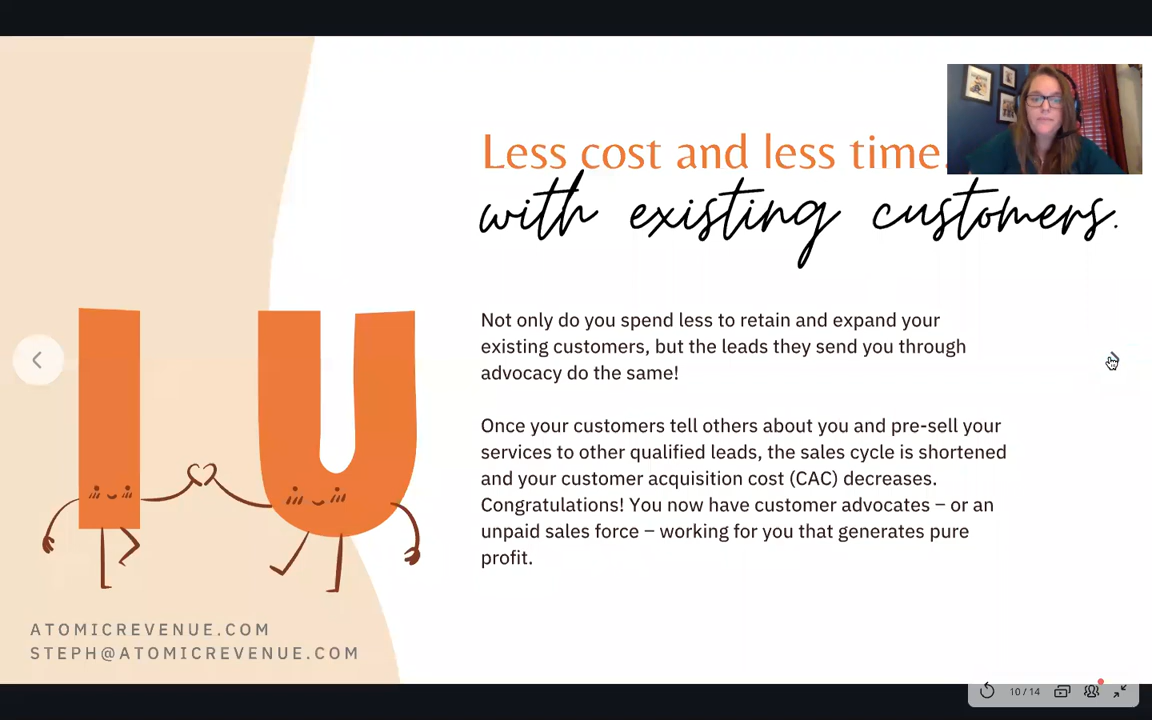 Less cost and less time.
with existing customers.
Not only do you spend less to retain and expand your
existing customers, but the leads they send you through
advocacy do the same!
Once your customers tell others about you and pre-sell your
services to other qualified leads, the sales cycle is shortened
and your customer acquisition cost (CAC) decreases.
Congratulations! You now have customer advocates – or an
unpaid sales force – working for you that generates pure
profit.
I U
ATOMICREVENUE.COM
STEPH@ATOMICREVENUE.COM
10/14